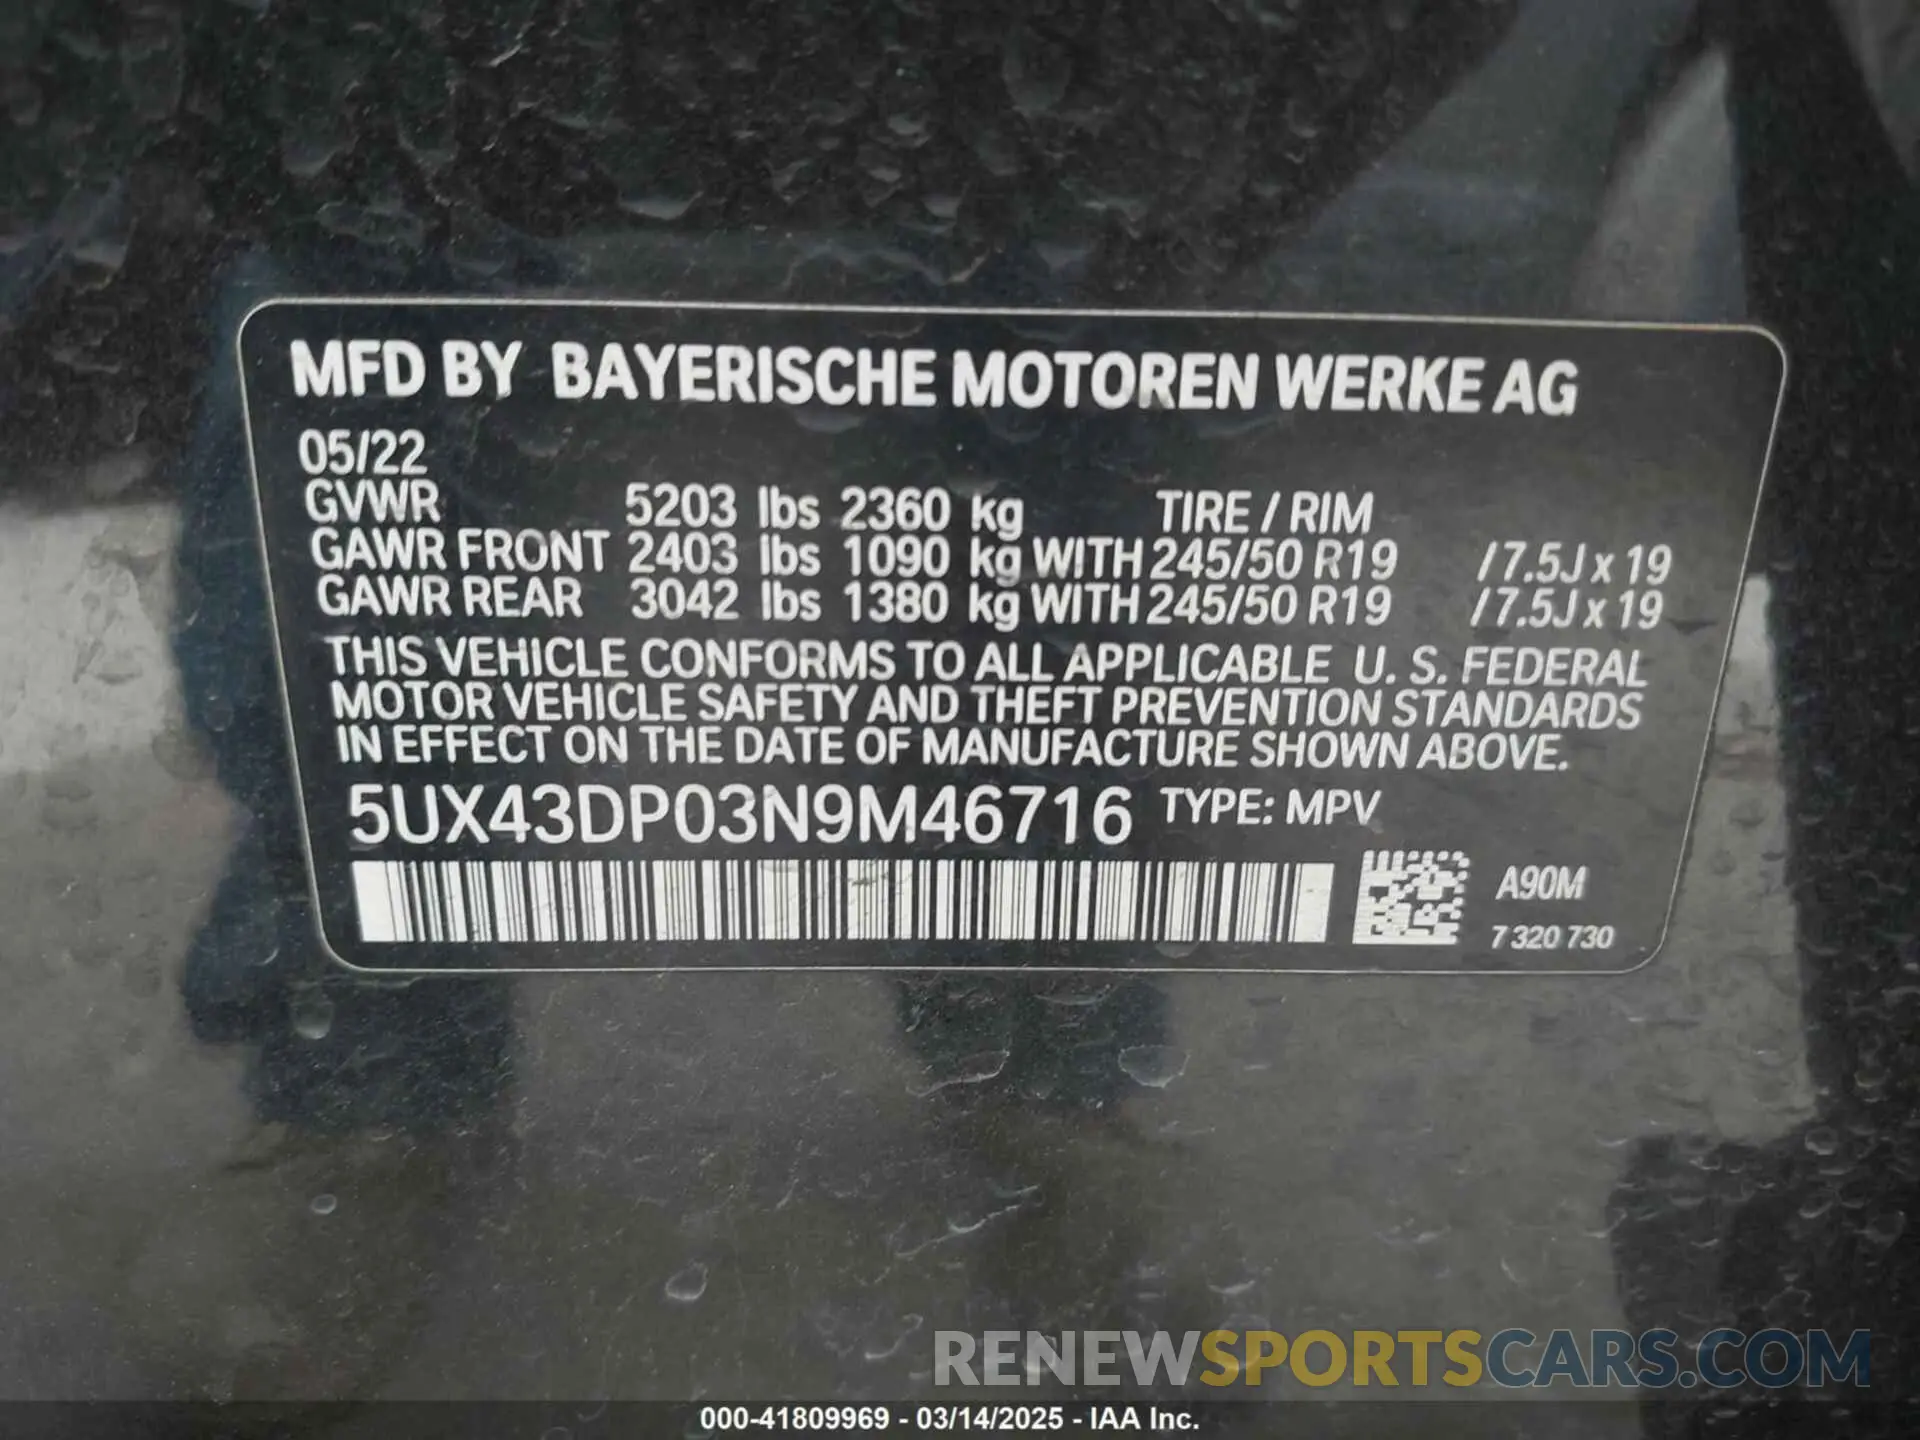 MFD BY BAYERISCHE MOTOREN WERKE AG
05/22
GVWR 5203 lbs 2360 kg TIRE / RIM
GAWR FRONT 2403 lbs 1090 kg WITH 245/50 R19 / 7.5J x 19
GAWR REAR 3042 lbs 1380 kg WITH 245/50 R19 / 7.5J x 19
THIS VEHICLE CONFORMS TO ALL APPLICABLE U. S. FEDERAL
MOTOR VEHICLE SAFETY AND THEFT PREVENTION STANDARDS
IN EFFECT ON THE DATE OF MANUFACTURE SHOWN ABOVE.
5UX43DP03N9M46716 TYPE: MPV
A90M
7 320 730
RENEWSPORTSCARS.COM
000-41809969 - 03/14/2025 - IAA Inc.